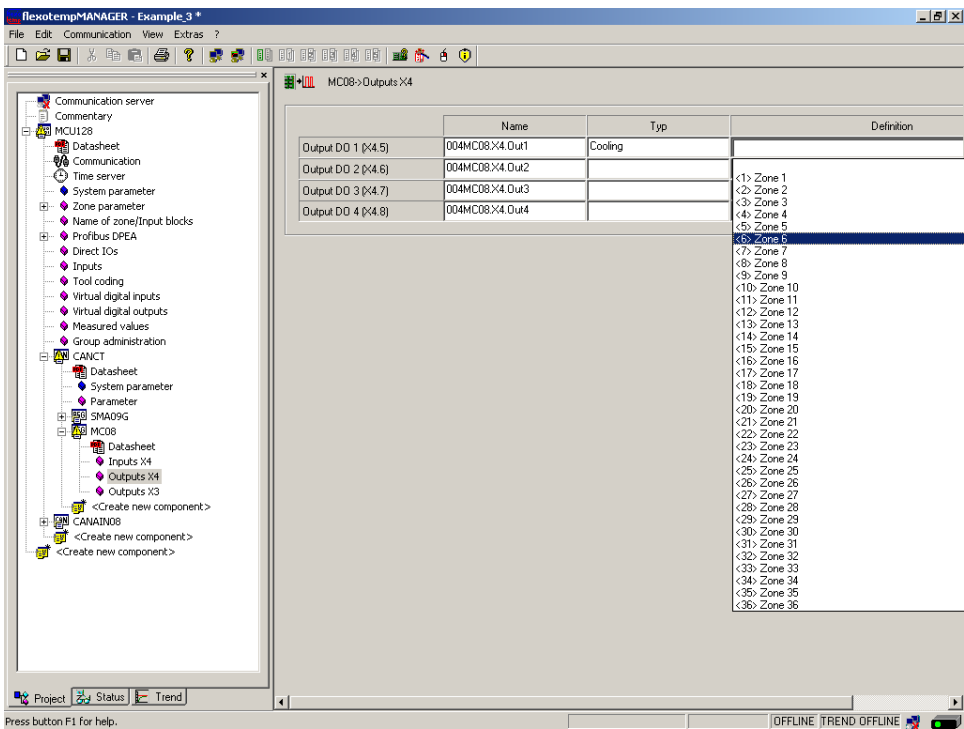 flexotempMANAGER - Example_3 *
File Edit Communication View Extras ?
MC08->Outputs X4
Communication server
Commentary
MCU128
Datasheet
Communication
Time server
System parameter
Zone parameter
Name of zone/Input blocks
Profibus DPEA
Direct IOs
Inputs
Tool coding
Virtual digital inputs
Virtual digital outputs
Measured values
Group administration
CANCT
Datasheet
System parameter
Parameter
SMA09G
MC08
Datasheet
Inputs X4
Outputs X4
Outputs X3
<Create new component>
CANAIN08
<Create new component>
<Create new component>
Name Typ Definition
Output DO 1 (X4.5) 004MC08.X4.Out1 Cooling
Output DO 2 (X4.6) 004MC08.X4.Out2
Output DO 3 (X4.7) 004MC08.X4.Out3
Output DO 4 (X4.8) 004MC08.X4.Out4
<1> Zone 1
<2> Zone 2
<3> Zone 3
<4> Zone 4
<5> Zone 5
<6> Zone 6
<7> Zone 7
<8> Zone 8
<9> Zone 9
<10> Zone 10
<11> Zone 11
<12> Zone 12
<13> Zone 13
<14> Zone 14
<15> Zone 15
<16> Zone 16
<17> Zone 17
<18> Zone 18
<19> Zone 19
<20> Zone 20
<21> Zone 21
<22> Zone 22
<23> Zone 23
<24> Zone 24
<25> Zone 25
<26> Zone 26
<27> Zone 27
<28> Zone 28
<29> Zone 29
<30> Zone 30
<31> Zone 31
<32> Zone 32
<33> Zone 33
<34> Zone 34
<35> Zone 35
<36> Zone 36
Project Status Trend
Press button F1 for help. OFFLINE TREND OFFLINE